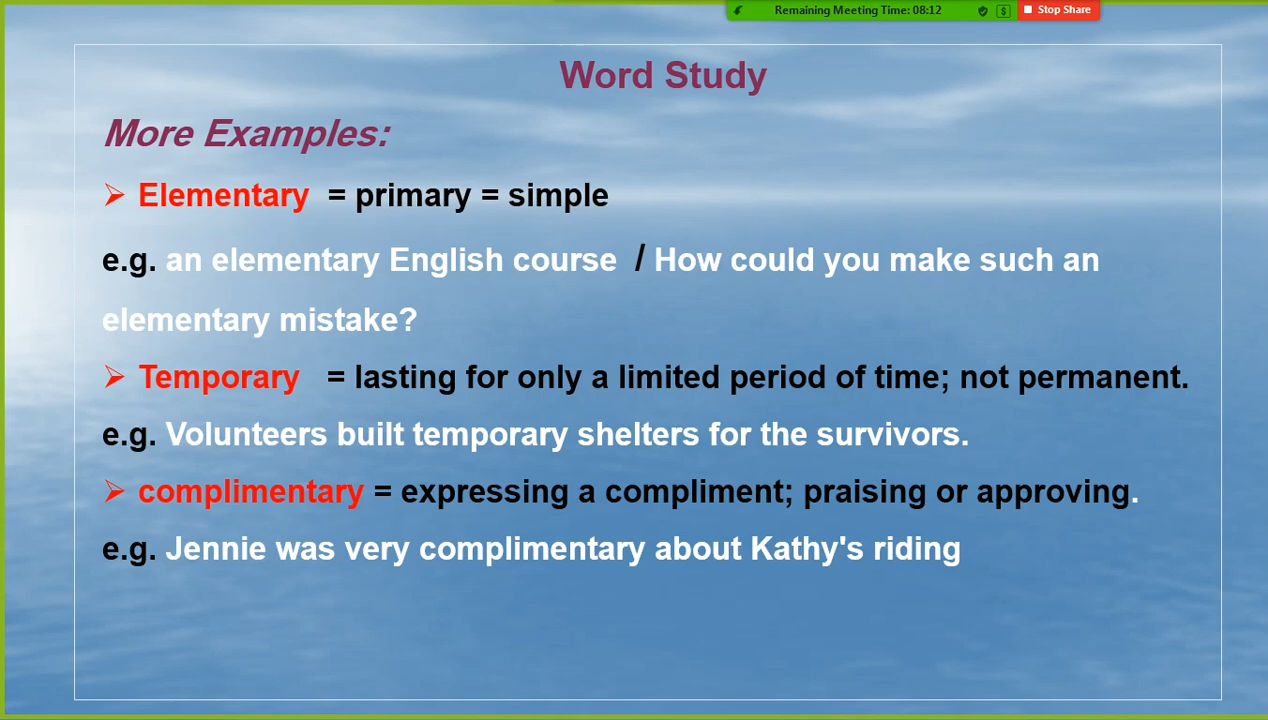 Remaining Meeting Time: 08:12
Stop Share
Word Study
More Examples:
Elementary = primary = simple
e.g. an elementary English course / How could you make such an
elementary mistake?
Temporary = lasting for only a limited period of time; not permanent.
e.g. Volunteers built temporary shelters for the survivors.
complimentary = expressing a compliment; praising or approving.
e.g. Jennie was very complimentary about Kathy's riding